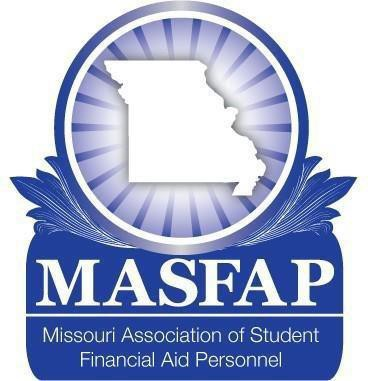 MASFAP
Missouri Association of Student
Financial Aid Personnel